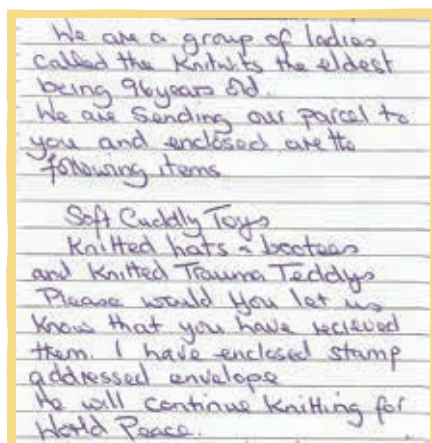 We are a group of ladies
called the Knitwits the eldest
being 96 years old.
We are sending our parcel to
you and enclosed are the
following items
Soft Cuddly Toys
Knitted hats & bootees
and Knitted Trauma Teddys
Please would you let us
know that you have recieved
them. I have enclosed stamp
addressed envelope
We will continue knitting for
World Peace.